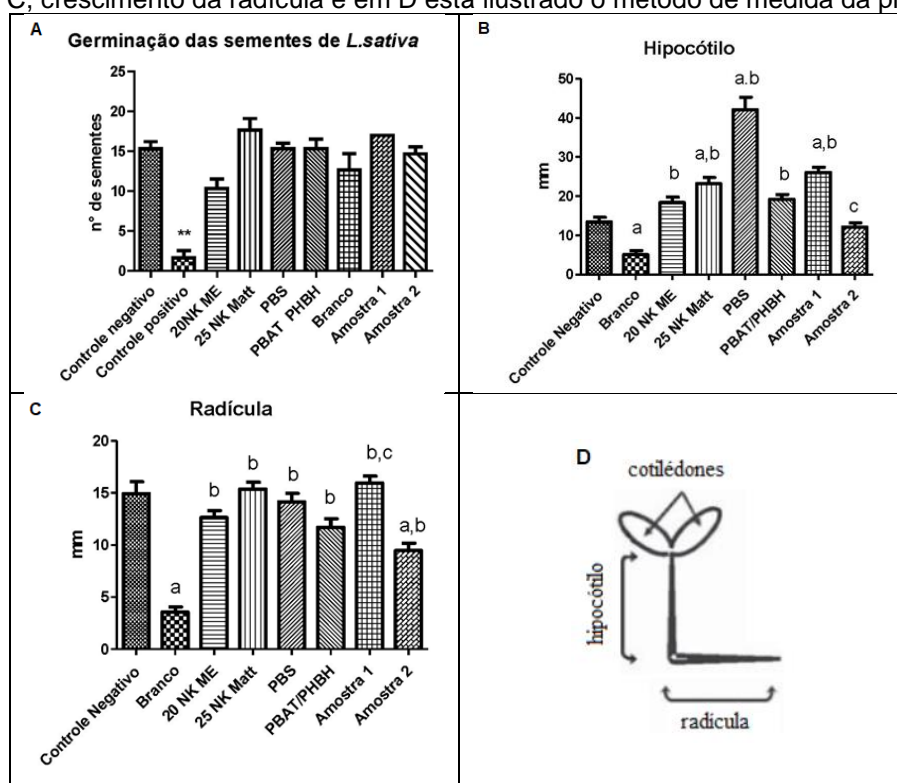 C, crescimento da radícula e em D está ilustrado o método de medida da
A
Germinação das sementes de L.sativa
25
20
15
10
5
0
n° de sementes
**
Controle negativo
Controle positivo
20NK ME
25 NK Matt
PBS
PBAT PHBH
Branco
Amostra 1
Amostra 2
B
Hipocótilo
50
40
30
20
10
0
mm
a
b
a,b
a.b
b
a,b
c
Controle Negativo
Branco
20 NK ME
25 NK Matt
PBS
PBAT/PHBH
Amostra 1
Amostra 2
C
Radícula
20
15
10
5
0
mm
a
b
b
b
b
b,c
a,b
Controle Negativo
Branco
20 NK ME
25 NK Matt
PBS
PBAT/PHBH
Amostra 1
Amostra 2
D
cotilédones
hipocótilo
radícula